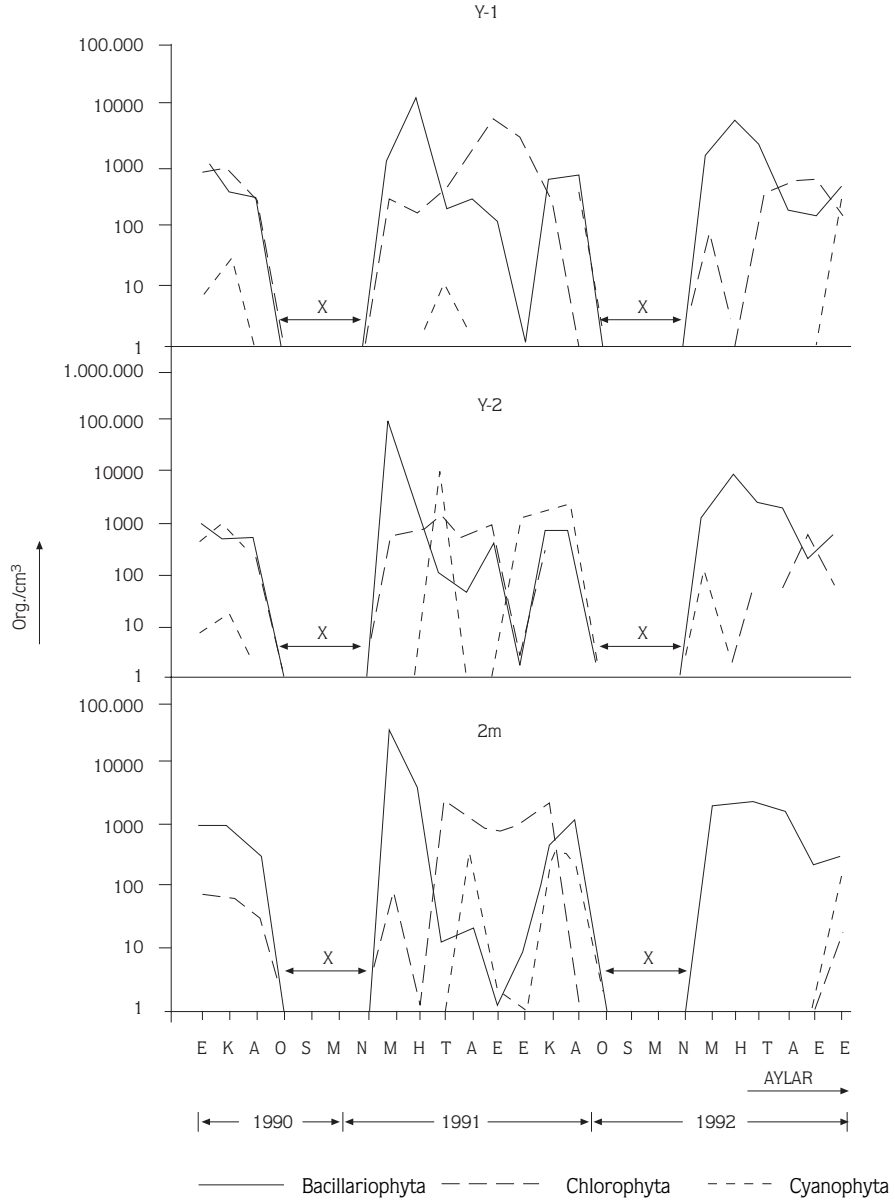 Y-1
100.000
10000
1000
100
10
1
X
X
1.000.000
100.000
10000
1000
100
10
1
Y-2
X
X
Org./cm³
100.000
10000
1000
100
10
1
2m
X
X
E K A O S M N M H T A E E K A O S M N M H T A E E
AYLAR
1990 1991 1992
Bacillariophyta Chlorophyta Cyanophyta